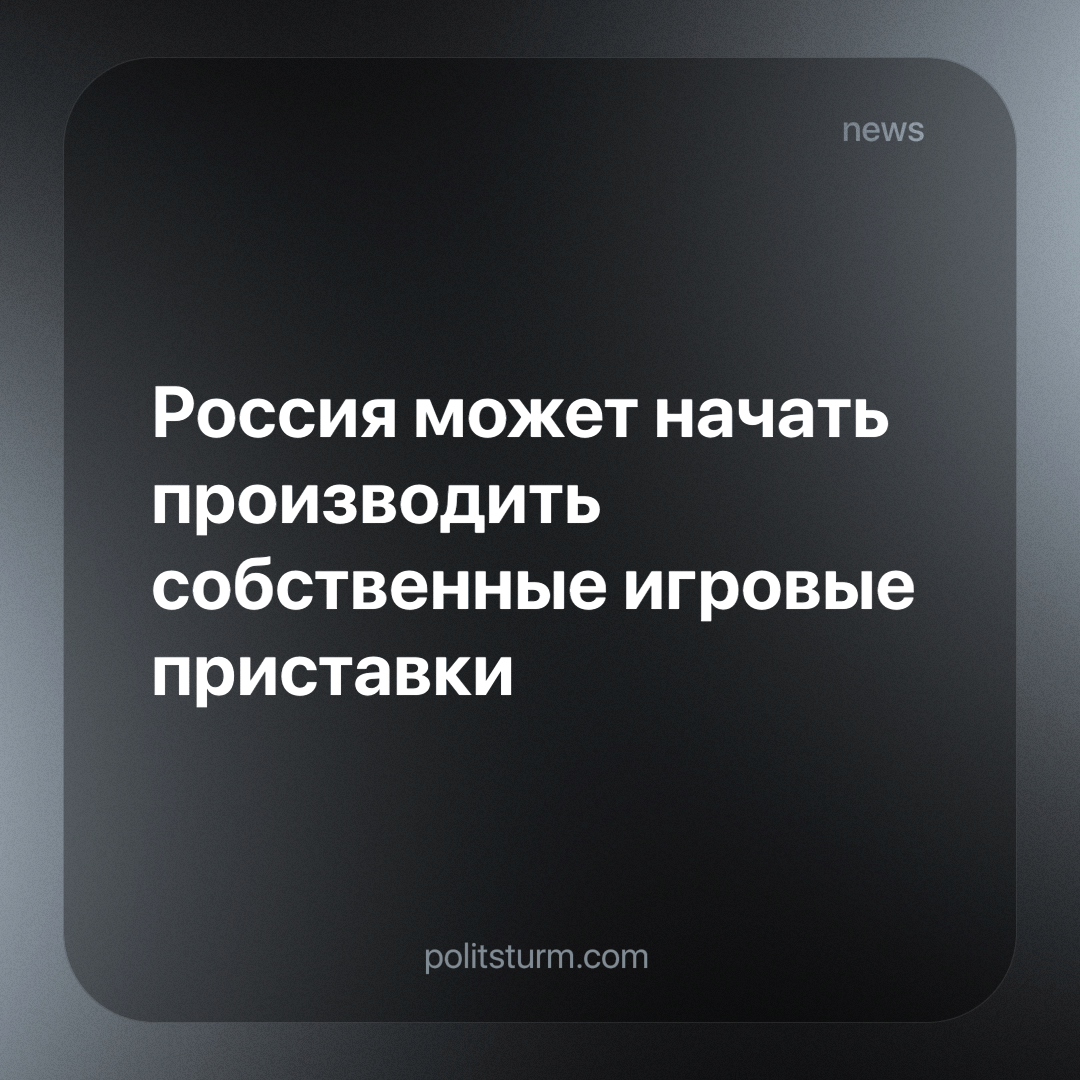 news
Россия может начать
производить
собственные игровые
приставки
politsturm.com